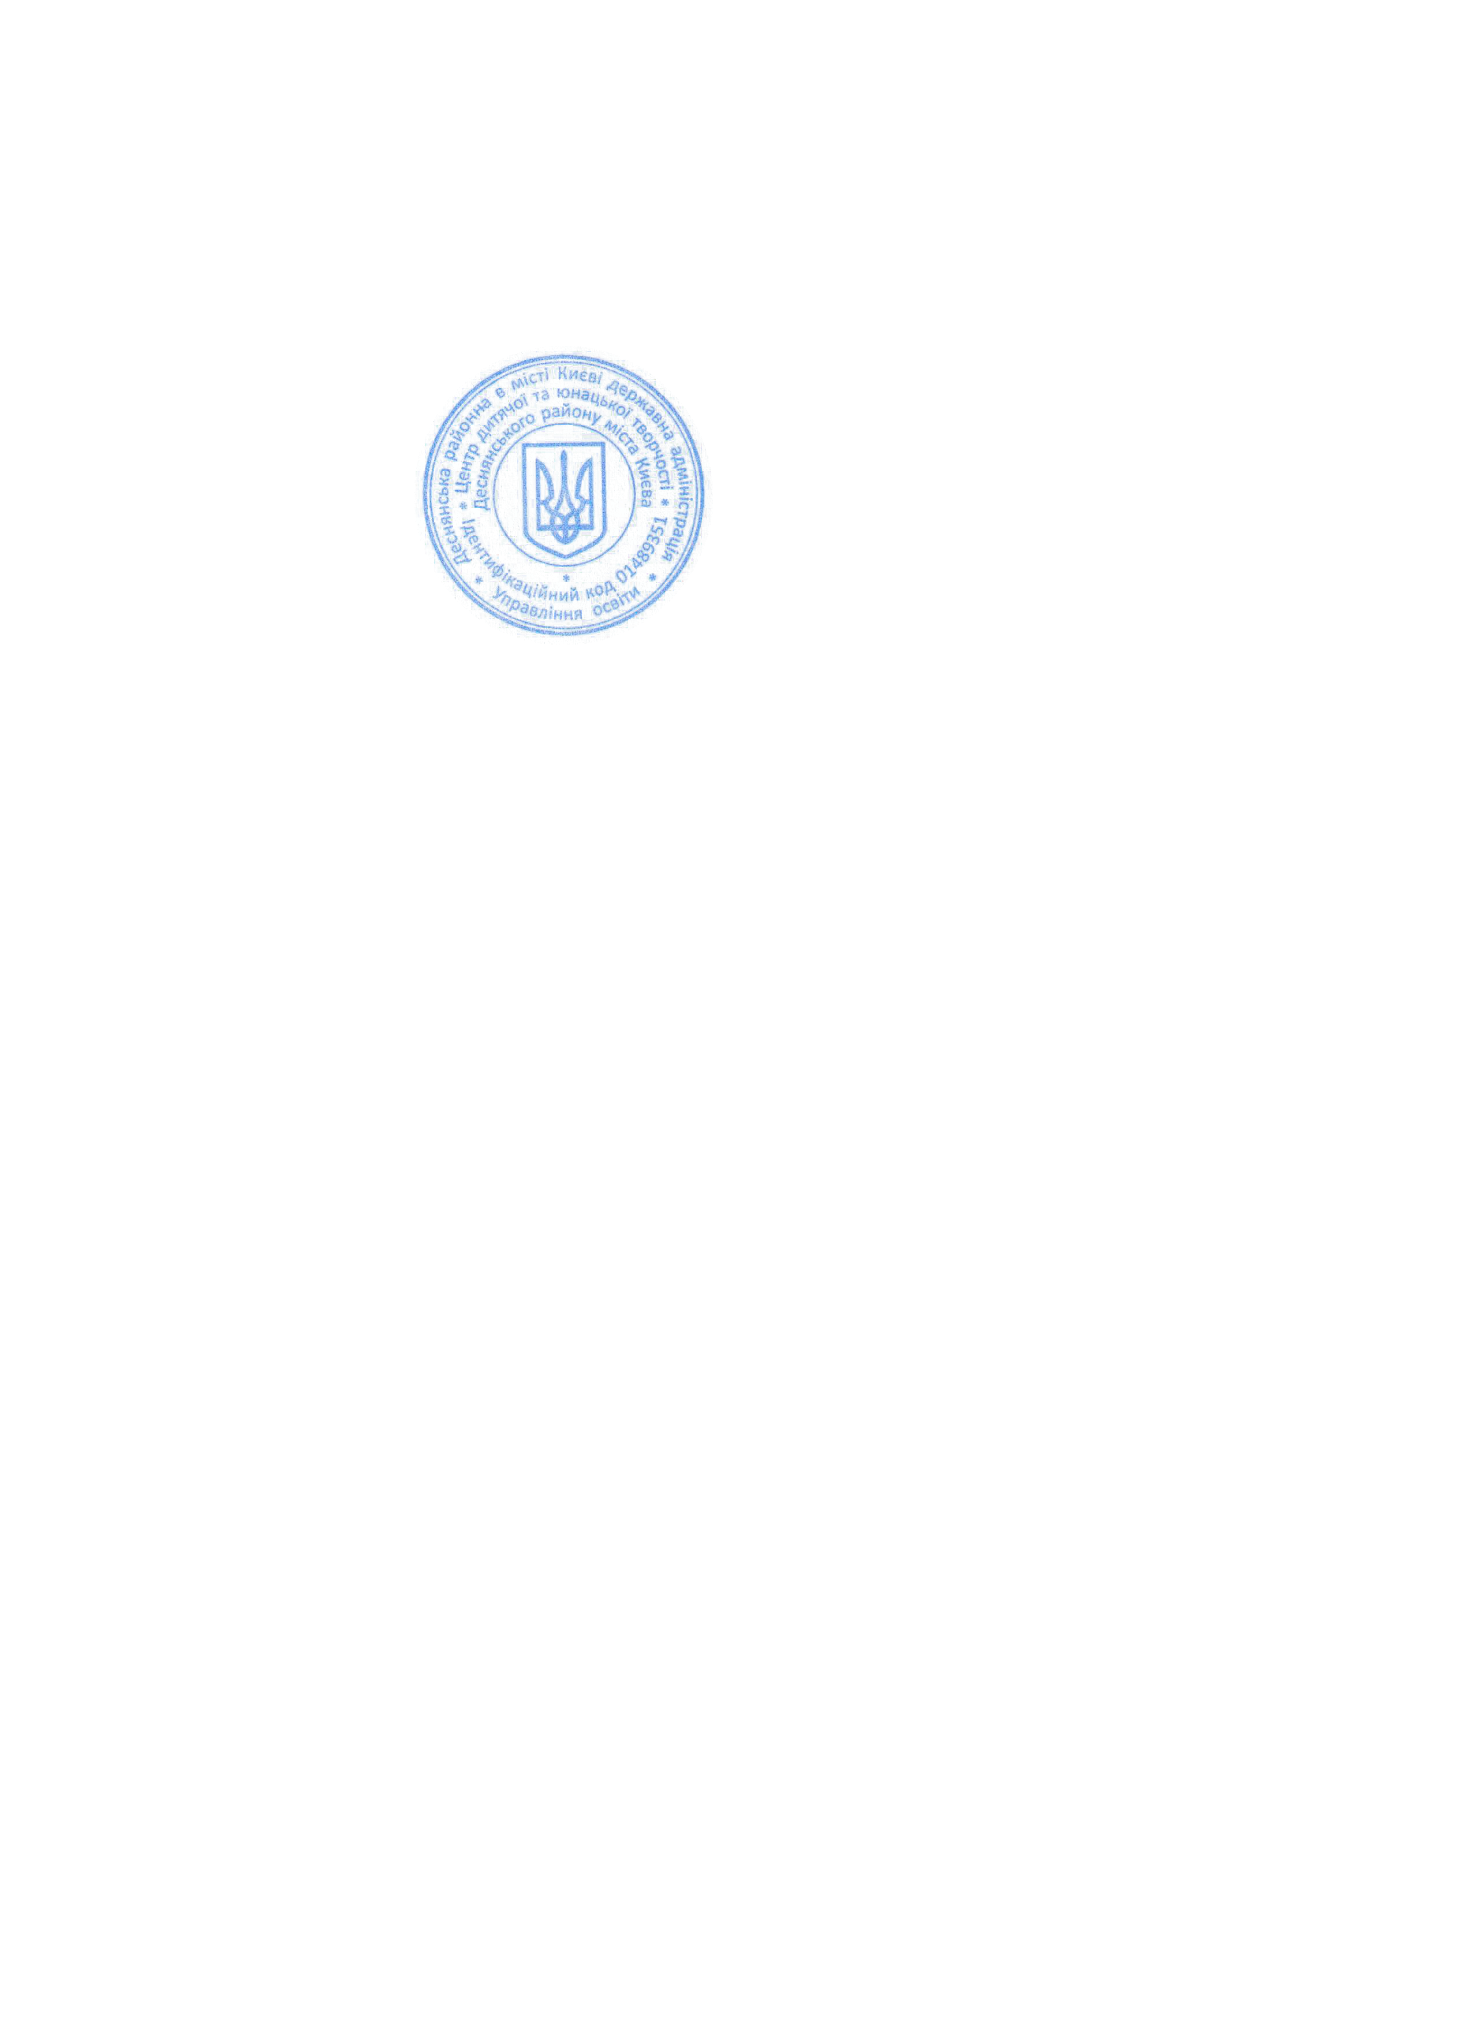 Деснянська районна в місті Києві державна адміністрація
* Управління освіти *
* Центр дитячої та юнацької творчості *
Деснянського району міста Києва
Ідентифікаційний код 01489351
*